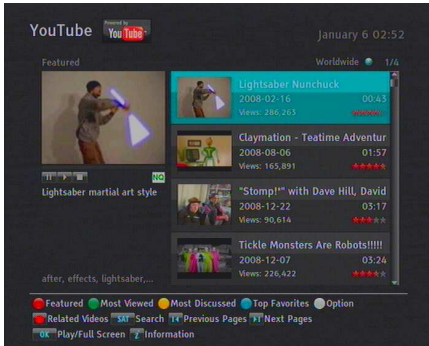 YouTube Powered by YouTube January 6 02:52
Featured Worldwide 1/4
Lightsaber Nunchuck
2008-02-16 00:43
Views: 286,263
Claymation - Teatime Adventur
2008-08-06 01:57
Views: 165,891
NQ
Lightsaber martial art style
"Stomp!'" with Dave Hill, David
2008-12-22 03:17
Views: 90,614
Tickle Monsters Are Robots!!!!!
2008-12-07 03:24
Views: 226,422
after, effects, lightsaber,...
Featured Most Viewed Most Discussed Top Favorites Option
Related Videos SAT Search Previous Pages Next Pages
OK Play/Full Screen i Information